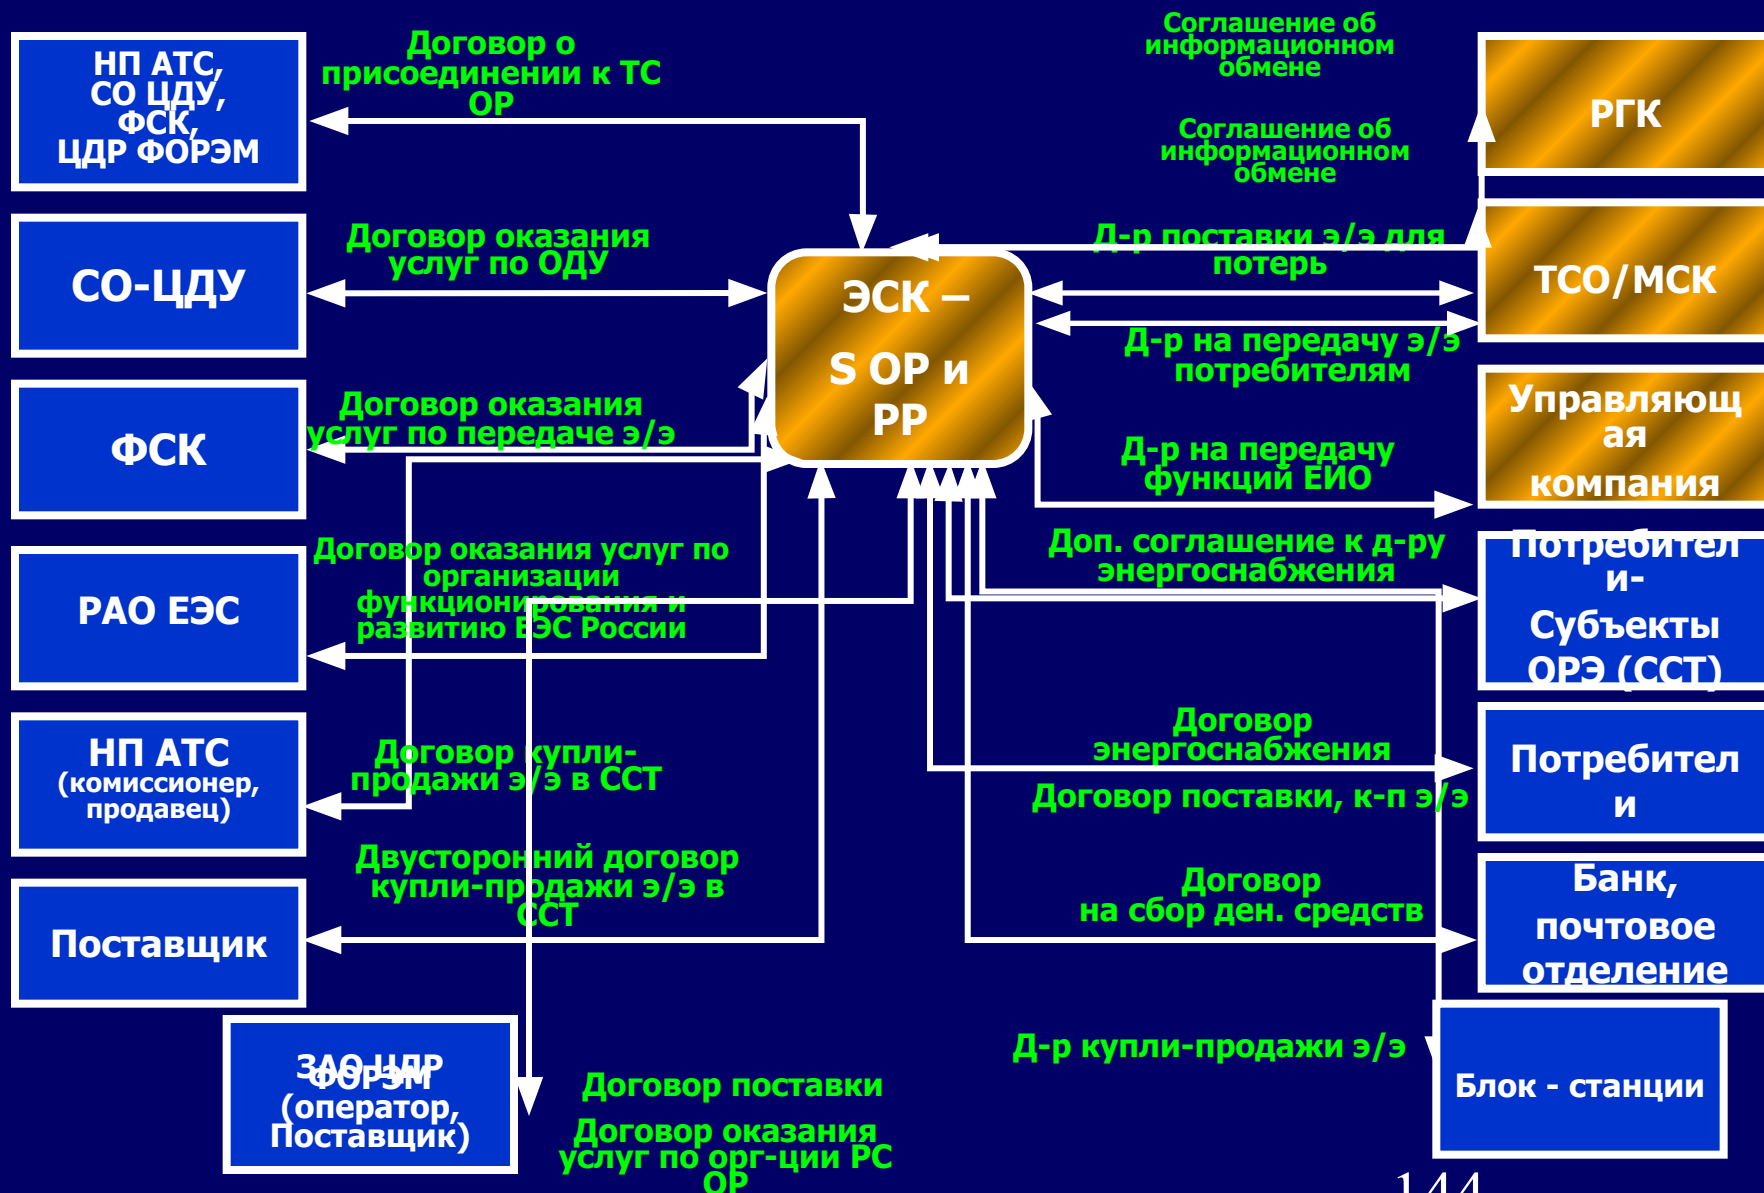 НП АТС,
СО ЦДУ,
ФСК,
ЦДР ФОРЭМ
Договор о
присоединении к ТС
ОР
Соглашение об
информационном
обмене
РГК
Соглашение об
информационном
обмене
СО-ЦДУ
Договор оказания
услуг по ОДУ
ЭСК –
S ОР и
РР
Д-р поставки э/э для
потерь
ТСО/МСК
Д-р на передачу э/э
потребителям
ФСК
Договор оказания
услуг по передаче э/э
Управляющ
ая
компания
Д-р на передачу
функций ЕИО
РАО ЕЭС
Договор оказания услуг по
организации
функционирования и
развитию ЕЭС России
Доп. соглашение к д-ру
энергоснабжения
Потребител
и-
Субъекты
ОРЭ (ССТ)
НП АТС
(комиссионер,
продавец)
Договор купли-
продажи э/э в ССТ
Договор
энергоснабжения
Договор поставки, к-п э/э
Потребител
и
Поставщик
Двусторонний договор
купли-продажи э/э в
ССТ
Договор
на сбор ден. средств
Банк,
почтовое
отделение
ЗАО ЦДР
ФОРЭМ
(оператор,
Поставщик)
Договор поставки
Договор оказания
услуг по орг-ции РС
ОР
Д-р купли-продажи э/э
Блок - станции
144